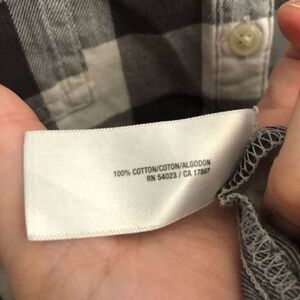 100% COTTON/COTON/ALGODON
RN 54023 / CA 17897